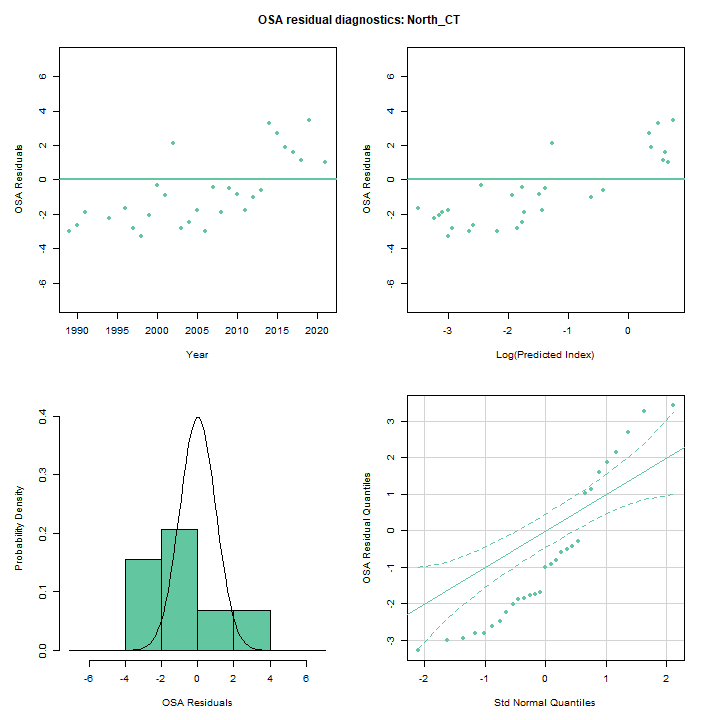 OSA residual diagnostics: North_CT
OSA Residuals
6
4
2
0
-2
-4
-6
1990 1995 2000 2005 2010 2015 2020
Year
OSA Residuals
6
4
2
0
-2
-4
-6
-3 -2 -1 0
Log(Predicted Index)
Probability Density
0.4
0.3
0.2
0.1
0.0
-6 -4 -2 0 2 4 6
OSA Residuals
OSA Residual Quantiles
3
2
1
0
-1
-2
-3
-2 -1 0 1 2
Std Normal Quantiles